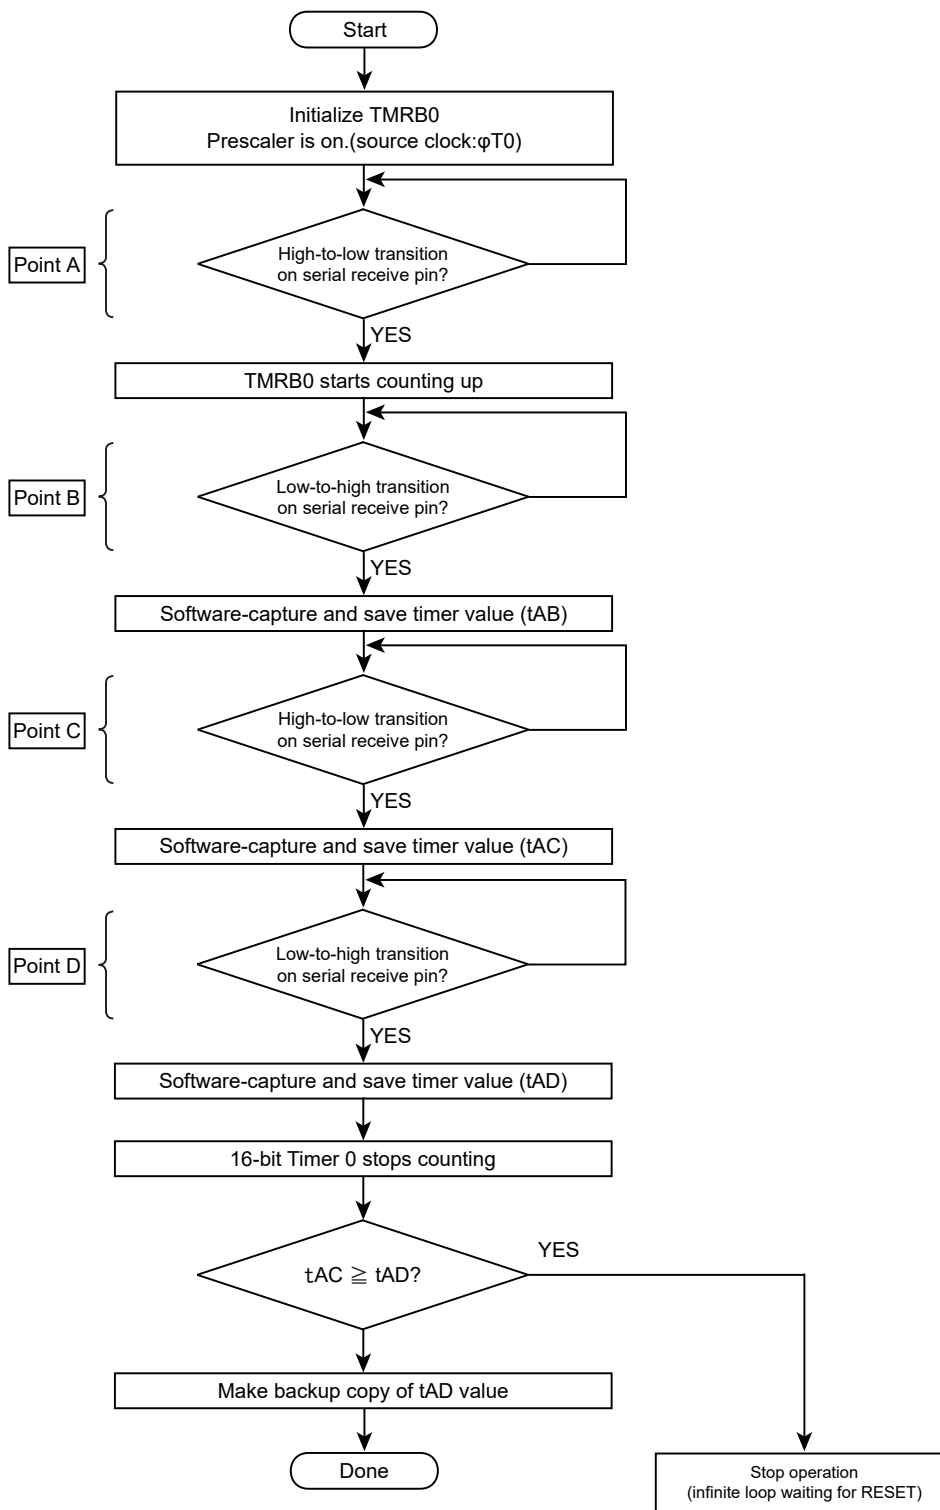 Start
Initialize TMRB0
Prescaler is on.(source clock:φT0)
Point A
High-to-low transition
on serial receive pin?
YES
TMRB0 starts counting up
Point B
Low-to-high transition
on serial receive pin?
YES
Software-capture and save timer value (tAB)
Point C
High-to-low transition
on serial receive pin?
YES
Software-capture and save timer value (tAC)
Point D
Low-to-high transition
on serial receive pin?
YES
Software-capture and save timer value (tAD)
16-bit Timer 0 stops counting
YES
tAC ≧ tAD?
Make backup copy of tAD value
Done
Stop operation
(infinite loop waiting for RESET)